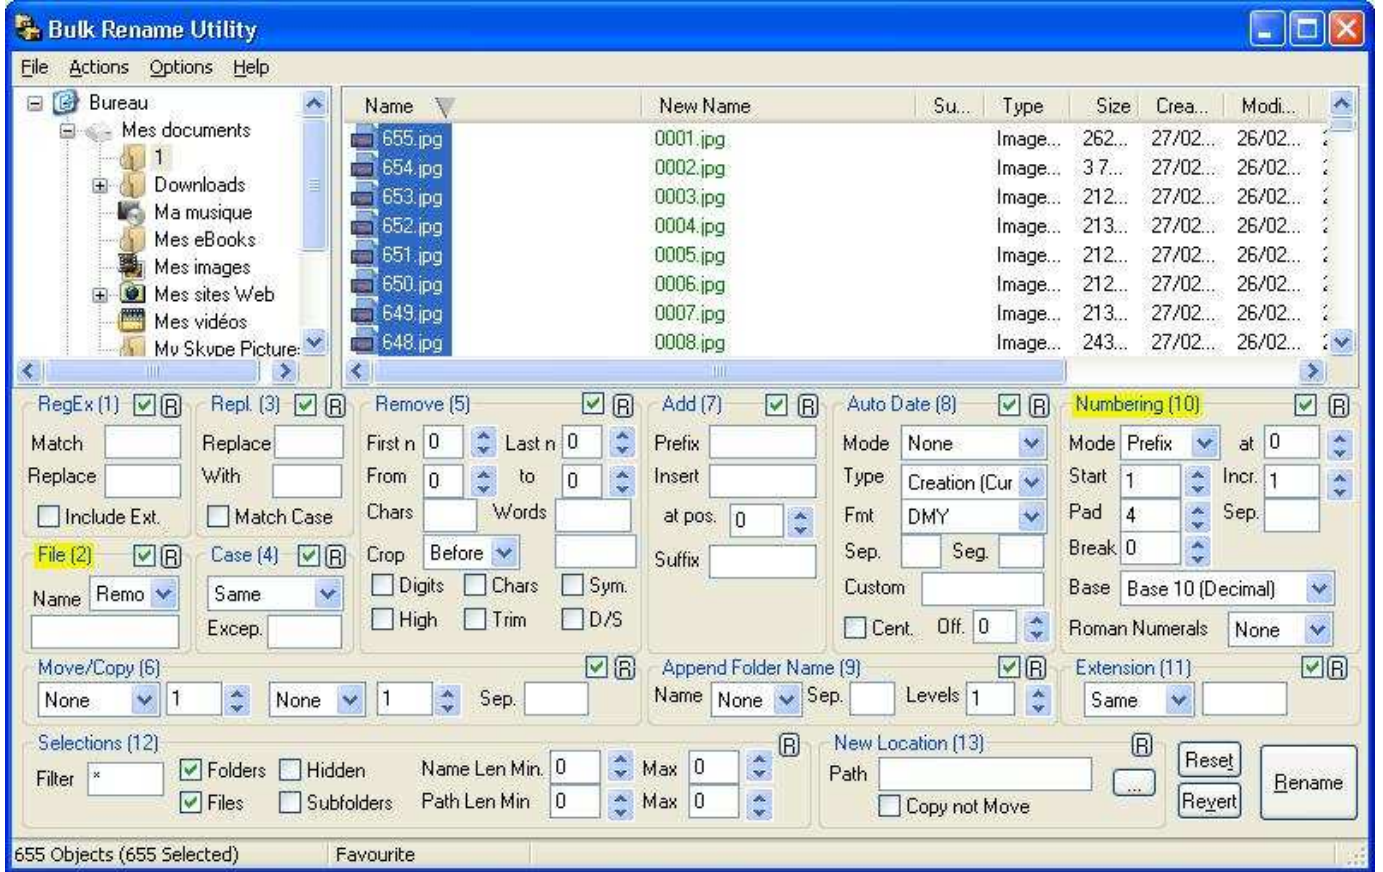 Bulk Rename Utility
File Actions Options Help
Bureau
Mes documents
1
Downloads
Ma musique
Mes eBooks
Mes images
Mes sites Web
Mes vidéos
My Skype Pictures
Name New Name Su... Type Size Crea... Modi...
655.jpg 0001.jpg Image... 262... 27/02... 26/02...
654.jpg 0002.jpg Image... 3 7... 27/02... 26/02...
653.jpg 0003.jpg Image... 212... 27/02... 26/02...
652.jpg 0004.jpg Image... 213... 27/02... 26/02...
651.jpg 0005.jpg Image... 212... 27/02... 26/02...
650.jpg 0006.jpg Image... 212... 27/02... 26/02...
649.jpg 0007.jpg Image... 213... 27/02... 26/02...
648.jpg 0008.jpg Image... 243... 27/02... 26/02...
RegEx (1) R
Match
Replace
Include Ext.
Repl. (3) R
Replace
With
Match Case
File (2) R
Name Remo
Case (4) R
Same
Excep.
Remove (5) R
First n 0 Last n 0
From 0 to 0
Chars Words
Crop Before
Digits Chars Sym.
High Trim D/S
Add (7) R
Prefix
Insert
at pos. 0
Suffix
Auto Date (8) R
Mode None
Type Creation (Cur
Fmt DMY
Sep. Seg.
Custom
Cent. Off. 0
Numbering (10) R
Mode Prefix at 0
Start 1 Incr. 1
Pad 4 Sep.
Break 0
Base Base 10 (Decimal)
Roman Numerals None
Move/Copy (6) R
None 1 None 1 Sep.
Append Folder Name (9) R
Name None Sep. Levels 1
Extension (11) R
Same
Selections (12) R
Filter * Folders Hidden Name Len Min. 0 Max 0
Files Subfolders Path Len Min 0 Max 0
New Location (13) R
Path ...
Copy not Move
Reset
Revert
Rename
655 Objects (655 Selected) Favourite